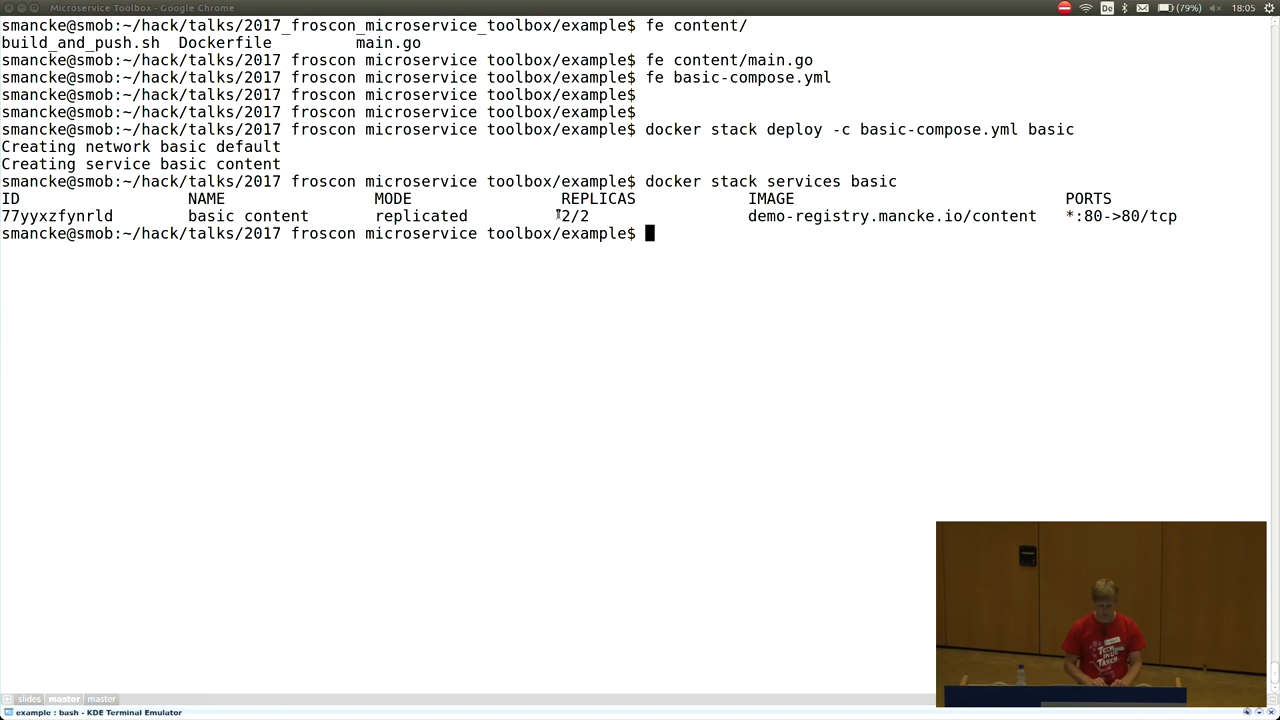 Microservice Toolbox - Google Chrome
De
(79%)
18:05
smancke@smob:~/hack/talks/2017_froscon_microservice_toolbox/example$ fe content/
build_and_push.sh  Dockerfile         main.go
smancke@smob:~/hack/talks/2017 froscon microservice toolbox/example$ fe content/main.go
smancke@smob:~/hack/talks/2017 froscon microservice toolbox/example$ fe basic-compose.yml
smancke@smob:~/hack/talks/2017 froscon microservice toolbox/example$
smancke@smob:~/hack/talks/2017 froscon microservice toolbox/example$
smancke@smob:~/hack/talks/2017 froscon microservice toolbox/example$ docker stack deploy -c basic-compose.yml basic
Creating network basic default
Creating service basic content
smancke@smob:~/hack/talks/2017 froscon microservice toolbox/example$ docker stack services basic
ID                  NAME                MODE                REPLICAS            IMAGE                             PORTS
77yyxzfynrld        basic content       replicated          2/2                 demo-registry.mancke.io/content   *:80->80/tcp
smancke@smob:~/hack/talks/2017 froscon microservice toolbox/example$
TECH
IN DE
TASCH
slides master master
example : bash - KDE Terminal Emulator